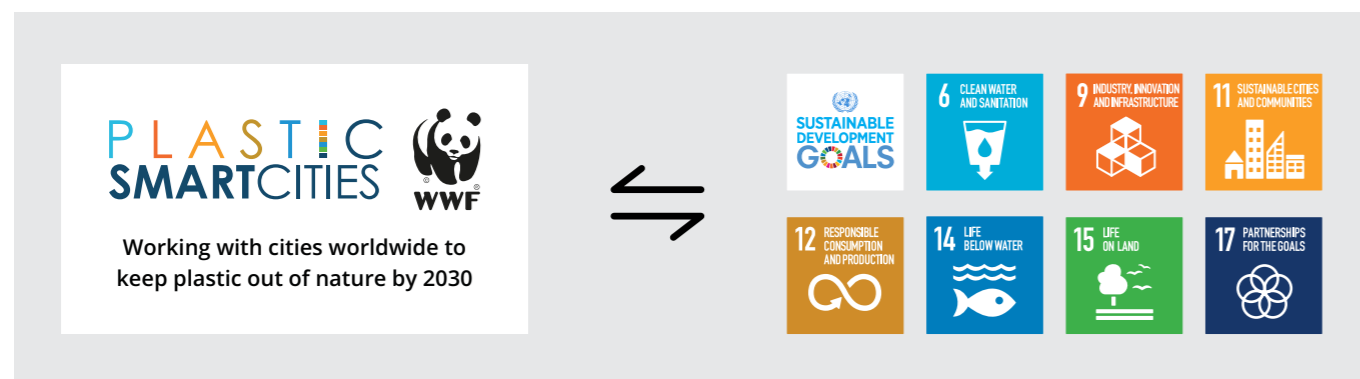 PLASTIC
SMARTCITIES
© ®
WWF
Working with cities worldwide to
keep plastic out of nature by 2030
SUSTAINABLE
DEVELOPMENT
GOALS
6 CLEAN WATER
AND SANITATION
9 INDUSTRY, INNOVATION
AND INFRASTRUCTURE
11 SUSTAINABLE CITIES
AND COMMUNITIES
12 RESPONSIBLE
CONSUMPTION
AND PRODUCTION
14 LIFE
BELOW WATER
15 LIFE
ON LAND
17 PARTNERSHIPS
FOR THE GOALS